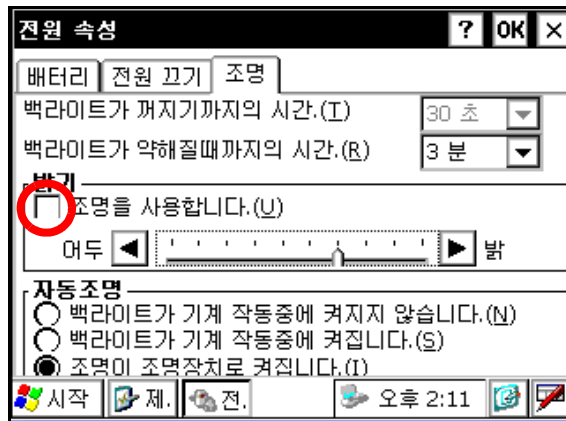 전원 속성 ? OK ×
배터리 전원 끄기 조명
백라이트가 꺼지기까지의 시간.(T) 30 초
백라이트가 약해질때까지의 시간.(R) 3 분
밝기
조명을 사용합니다.(U)
어두 밝
자동조명
백라이트가 기계 작동중에 켜지지 않습니다.(N)
백라이트가 기계 작동중에 켜집니다.(S)
조명이 조명장치로 켜집니다.(I)
시작 제. 전. 오후 2:11